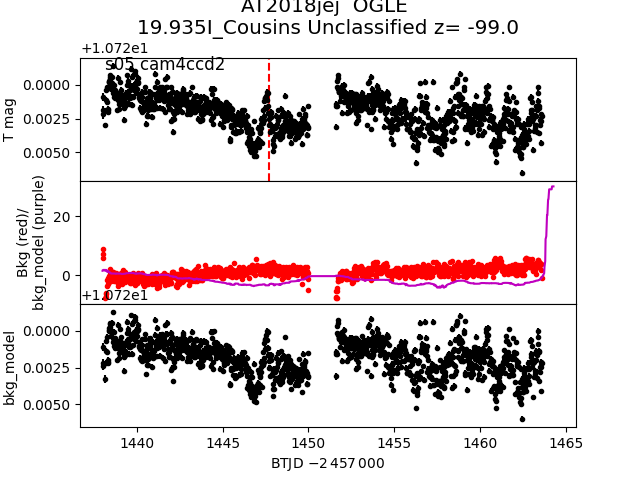 AT2018jej  OGLE
19.935I_Cousins Unclassified z= -99.0
+1.072e1
s05 cam4ccd2
0.0000
0.0025
0.0050
T mag
20
0
Bkg (red)/
bkg_model (purple)
+1.072e1
0.0000
0.0025
0.0050
bkg_model
1440 1445 1450 1455 1460 1465
BTJD −2 457 000